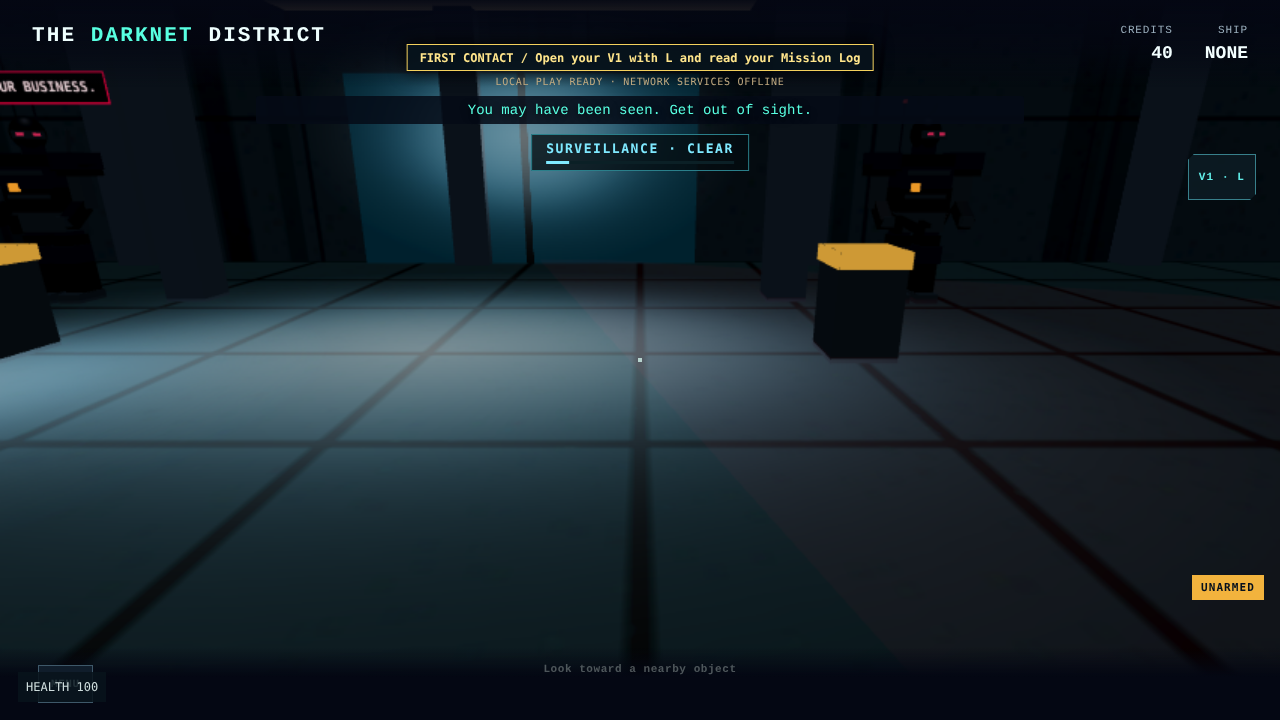 THE DARKNET DISTRICT
CREDITS
40
SHIP
NONE
FIRST CONTACT / Open your V1 with L and read your Mission Log
LOCAL PLAY READY · NETWORK SERVICES OFFLINE
You may have been seen. Get out of sight.
SURVEILLANCE · CLEAR
UR BUSINESS.
V1 · L
UNARMED
Look toward a nearby object
HEALTH 100